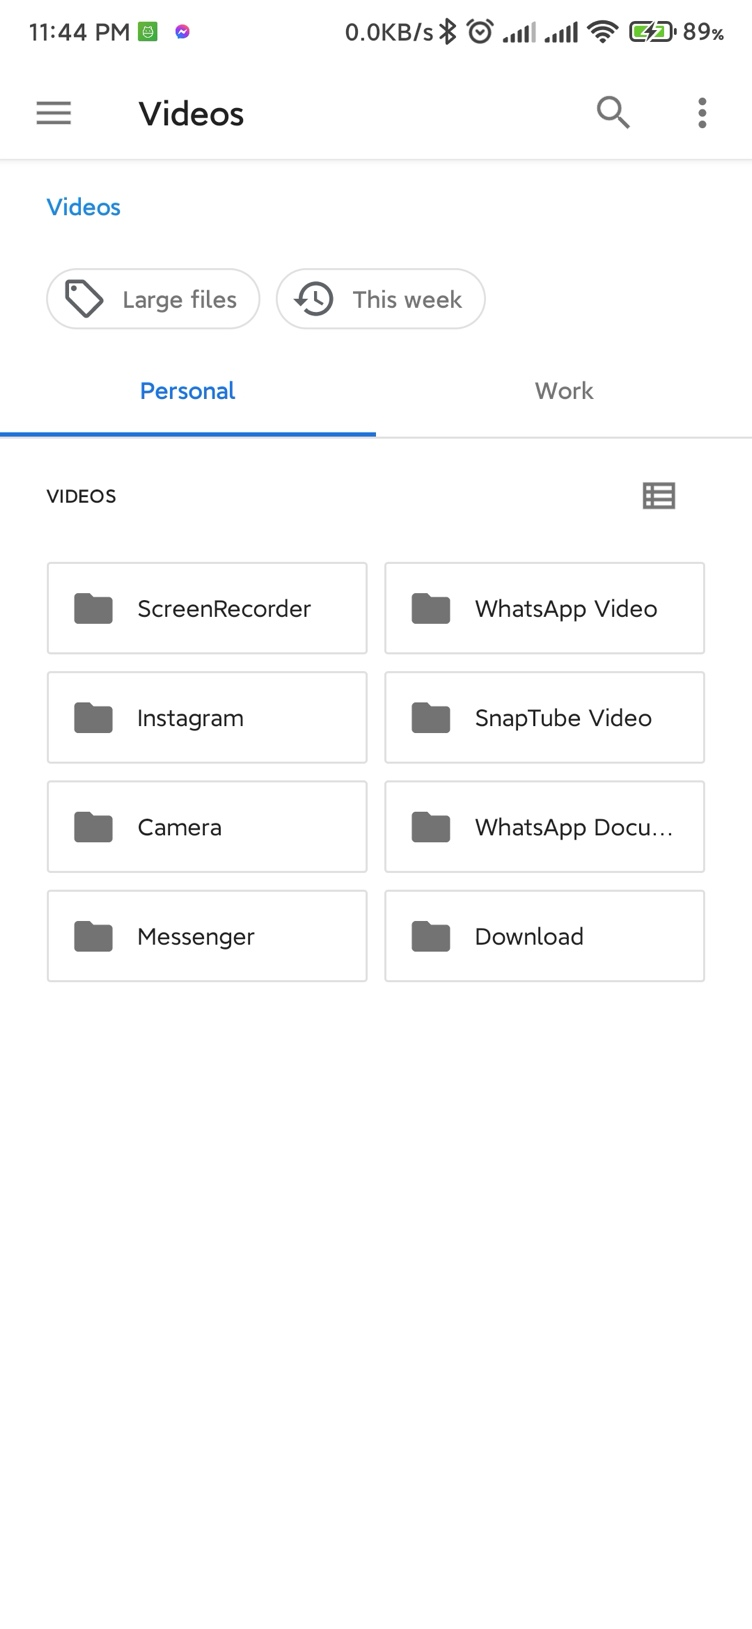 11:44 PM 0.0KB/s 89%
Videos
Videos
Large files This week
Personal Work
VIDEOS
ScreenRecorder WhatsApp Video
Instagram SnapTube Video
Camera WhatsApp Docu...
Messenger Download